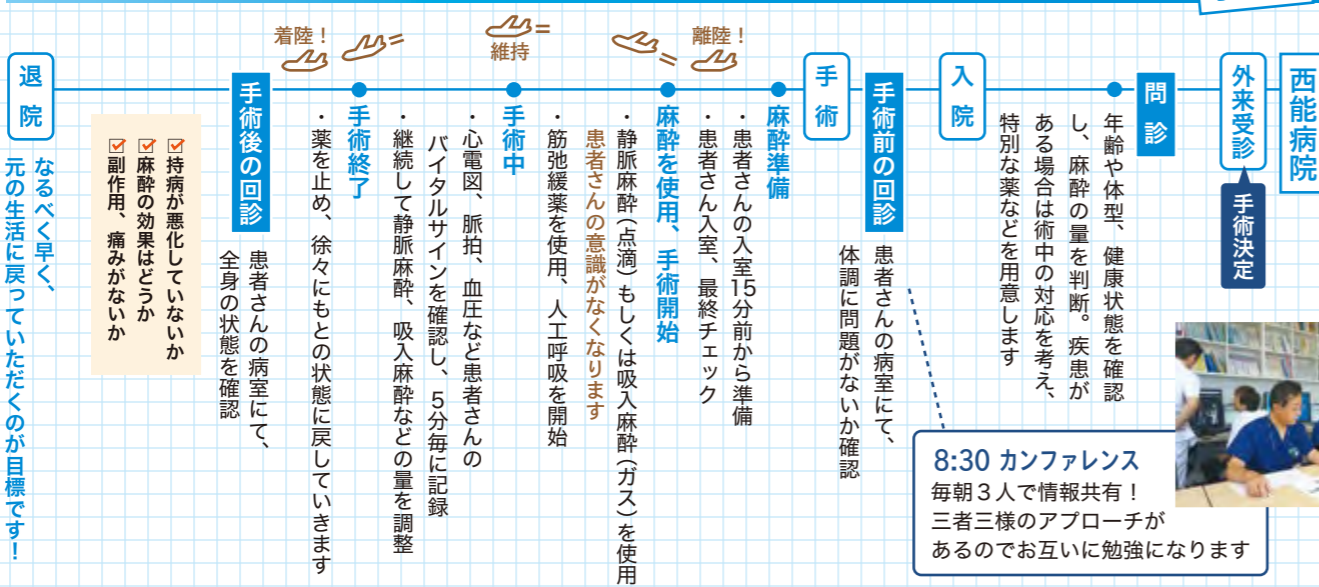 西能病院
外来受診
手術決定
問診
年齢や体型、健康状態を確認
し、麻酔の量を判断。疾患が
ある場合は術中の対応を考え、
特別な薬などを用意します
入院
手術前の回診
患者さんの病室にて、
体調に問題がないか確認
8:30 カンファレンス
毎朝3人で情報共有！
三者三様のアプローチが
あるのでお互いに勉強になります
手術
麻酔準備
・患者さんの入室15分前から準備
・患者さん入室、最終チェック
離陸！
麻酔を使用、手術開始
・静脈麻酔（点滴）もしくは吸入麻酔（ガス）を使用
患者さんの意識がなくなります
・筋弛緩薬を使用、人工呼吸を開始
維持
手術中
・心電図、脈拍、血圧など患者さんの
バイタルサインを確認し、5分毎に記録
・継続して静脈麻酔、吸入麻酔などの量を調整
着陸！
手術終了
・薬を止め、徐々にもとの状態に戻していきます
手術後の回診
患者さんの病室にて、
全身の状態を確認
☑持病が悪化していないか
☑麻酔の効果はどうか
☑副作用、痛みがないか
退院
なるべく早く、
元の生活に戻っていただくのが目標です！